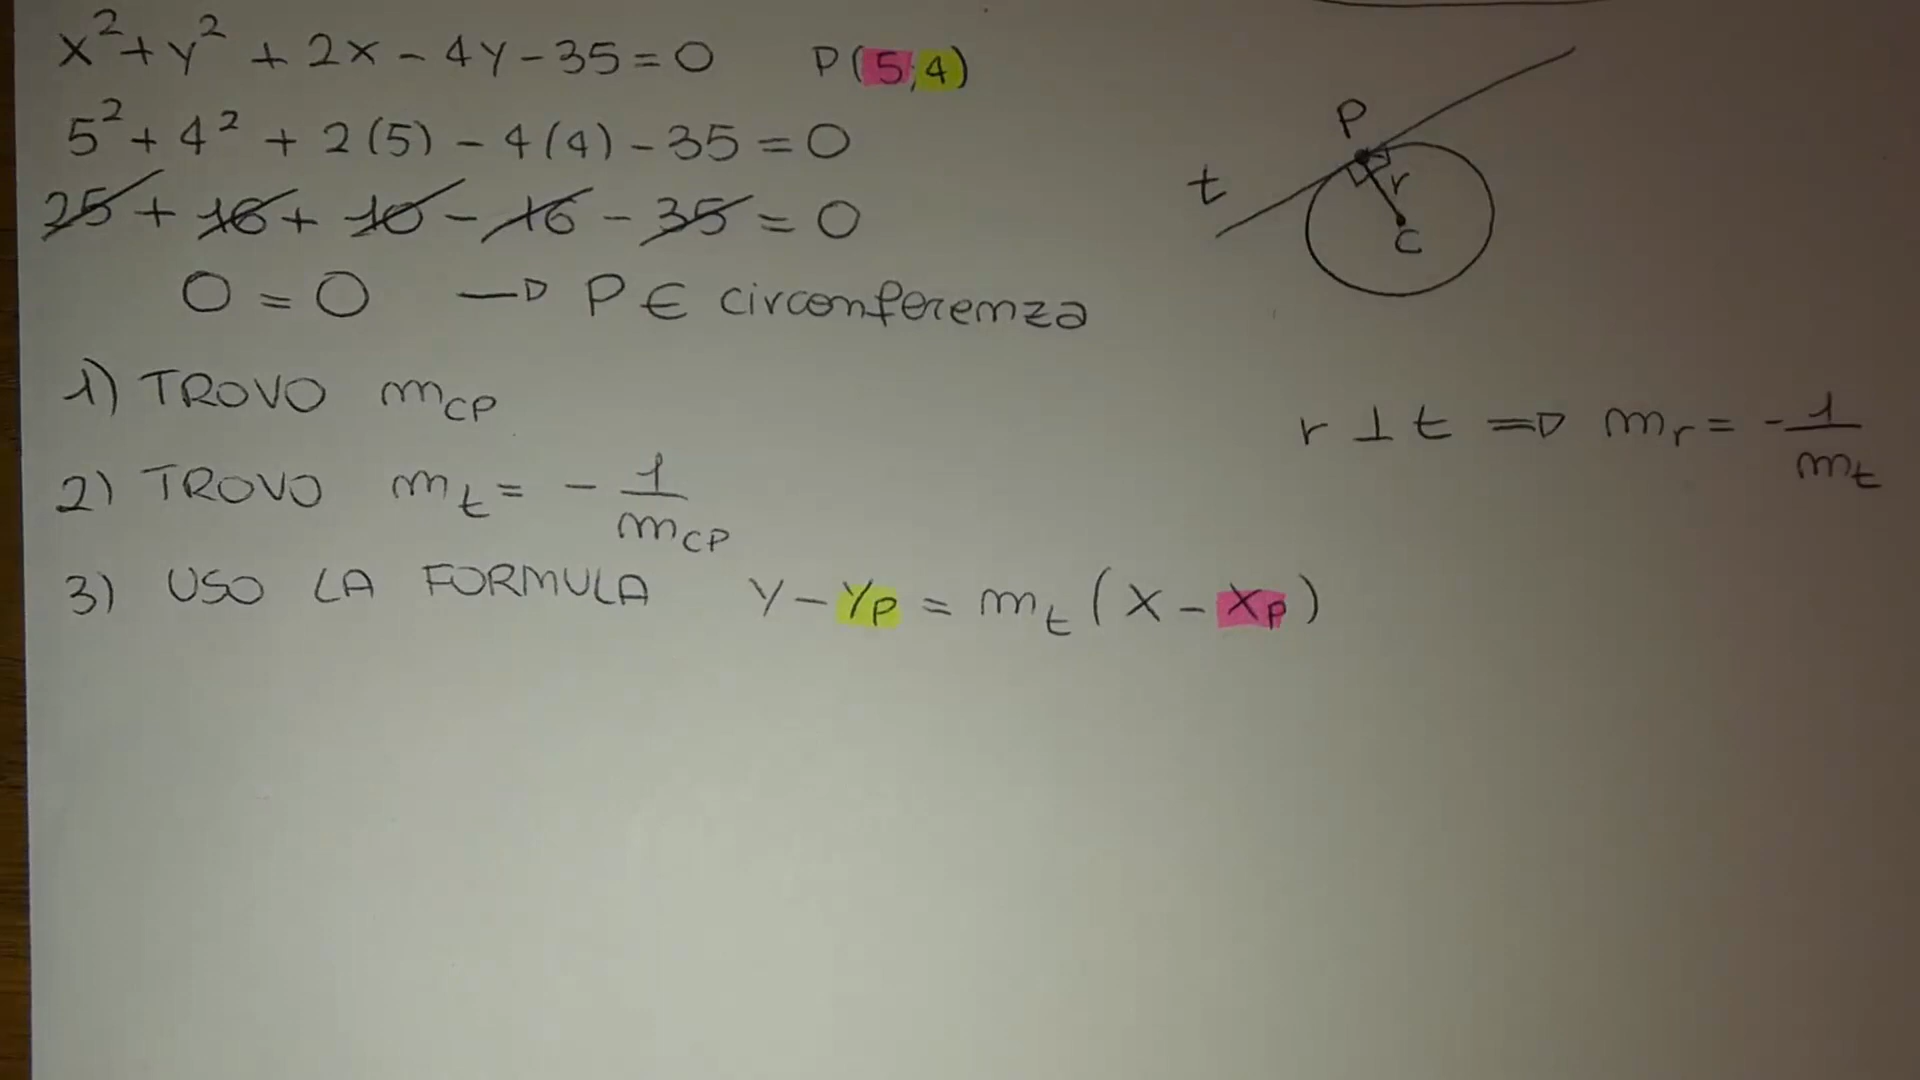 x² + y² + 2x - 4y - 35 = 0 P(5;4)
5² + 4² + 2(5) - 4(4) - 35 = 0
25 + 16 + 10 - 16 - 35 = 0
0 = 0 → P ∈ circonferenza
P
t
r
C
1) TROVO m_CP
r ⊥ t ⇒ m_r = -1/m_t
2) TROVO m_t = -1/m_CP
3) USO LA FORMULA y - y_P = m_t (x - x_P)